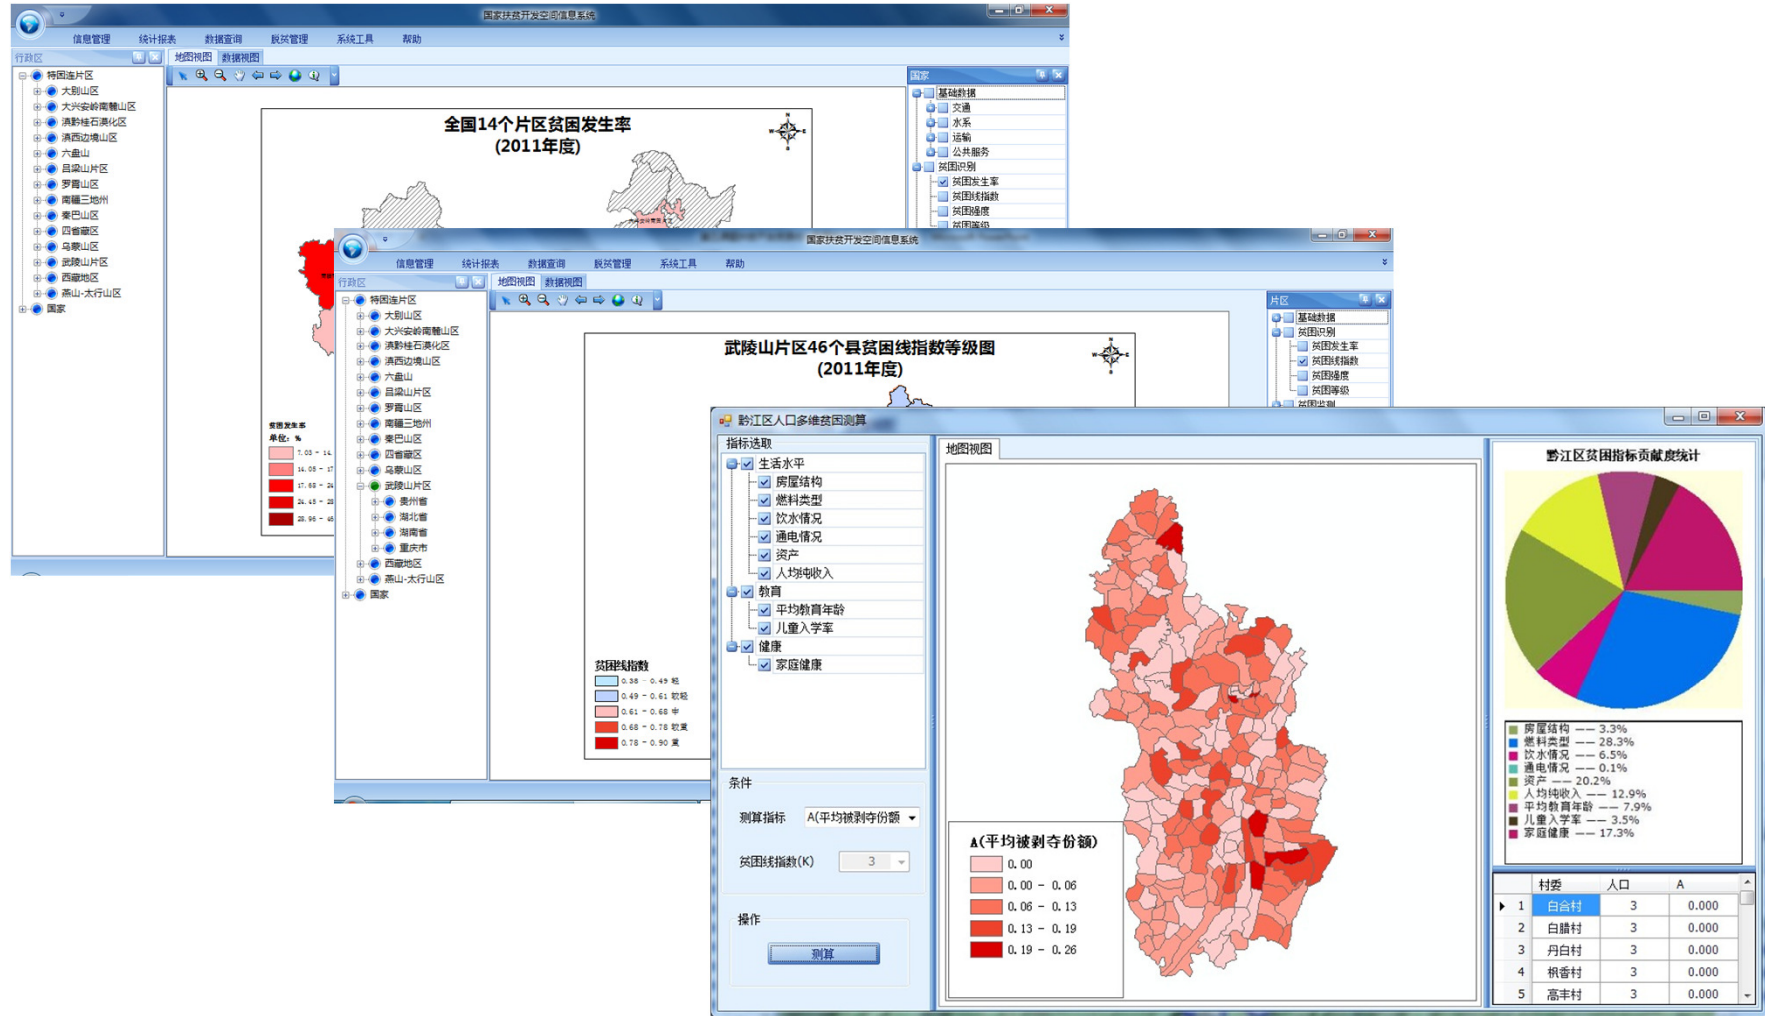 国家扶贫开发空间信息系统
信息管理 统计报表 数据查询 脱贫管理 系统工具 帮助
行政区
地图视图 数据视图
特困连片区
大别山区
大兴安岭南麓山区
滇黔桂石漠化区
滇西边境山区
六盘山
吕梁山片区
罗霄山区
南疆三地州
秦巴山区
四省藏区
乌蒙山区
武陵山片区
西藏地区
燕山-太行山区
国家
全国14个片区贫困发生率
(2011年度)
N
W E
S
贫困发生率
单位: %
7.03 - 14.
14.05 - 17
17.68 - 24
24.45 - 28
28.96 - 46
国家
基础数据
交通
水系
运输
公共服务
贫困识别
贫困发生率
贫困线指数
贫困强度
贫困等级
国家扶贫开发空间信息系统
信息管理 统计报表 数据查询 脱贫管理 系统工具 帮助
行政区
地图视图 数据视图
特困连片区
大别山区
大兴安岭南麓山区
滇黔桂石漠化区
滇西边境山区
六盘山
吕梁山片区
罗霄山区
南疆三地州
秦巴山区
四省藏区
乌蒙山区
武陵山片区
贵州省
湖北省
湖南省
重庆市
西藏地区
燕山-太行山区
国家
武陵山片区46个县贫困线指数等级图
(2011年度)
N
W E
S
贫困线指数
0.38 - 0.49 轻
0.49 - 0.61 较轻
0.61 - 0.68 中
0.68 - 0.78 较重
0.78 - 0.90 重
片区
基础数据
贫困识别
贫困发生率
贫困线指数
贫困强度
贫困等级
贫困监测
黔江区人口多维贫困测算
指标选取
生活水平
房屋结构
燃料类型
饮水情况
通电情况
资产
人均纯收入
教育
平均教育年龄
儿童入学率
健康
家庭健康
条件
测算指标 A(平均被剥夺份额
贫困线指数(K) 3
操作
测算
地图视图
A(平均被剥夺份额)
0.00
0.00 - 0.06
0.06 - 0.13
0.13 - 0.19
0.19 - 0.26
黔江区贫困指标贡献度统计
房屋结构 —— 3.3%
燃料类型 —— 28.3%
饮水情况 —— 6.5%
通电情况 —— 0.1%
资产 —— 20.2%
人均纯收入 —— 12.9%
平均教育年龄 —— 7.9%
儿童入学率 —— 3.5%
家庭健康 —— 17.3%
村委 人口 A
1 白合村 3 0.000
2 白腊村 3 0.000
3 丹白村 3 0.000
4 枫香村 3 0.000
5 高丰村 3 0.000